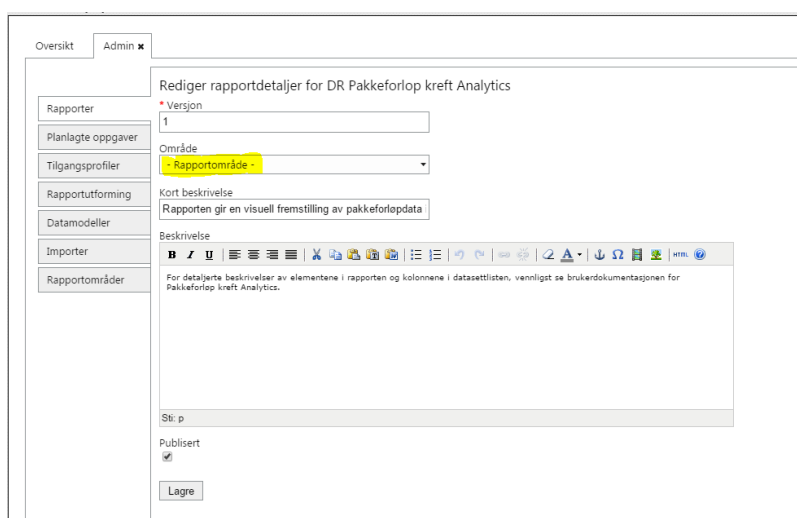 Oversikt
Admin ✖
Rediger rapportdetaljer for DR Pakkeforlop kreft Analytics
Rapporter
Planlagte oppgaver
Tilgangsprofiler
Rapportutforming
Datamodeller
Importer
Rapportområder
* Versjon
1
Område
- Rapportområde -
Kort beskrivelse
Rapporten gir en visuell fremstilling av pakkeforløpdata
Beskrivelse
B I U A Ω HTML
For detaljerte beskrivelser av elementene i rapporten og kolonnene i datasettlisten, vennligst se brukerdokumentasjonen for
Pakkeforløp kreft Analytics.
Sti: p
Publisert
Lagre